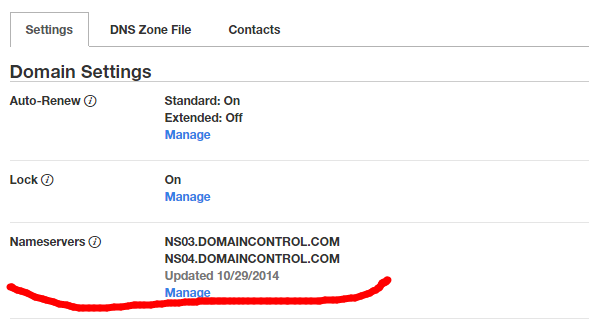 Settings DNS Zone File Contacts
Domain Settings
Auto-Renew Standard: On
Extended: Off
Manage
Lock On
Manage
Nameservers NS03.DOMAINCONTROL.COM
NS04.DOMAINCONTROL.COM
Updated 10/29/2014
Manage